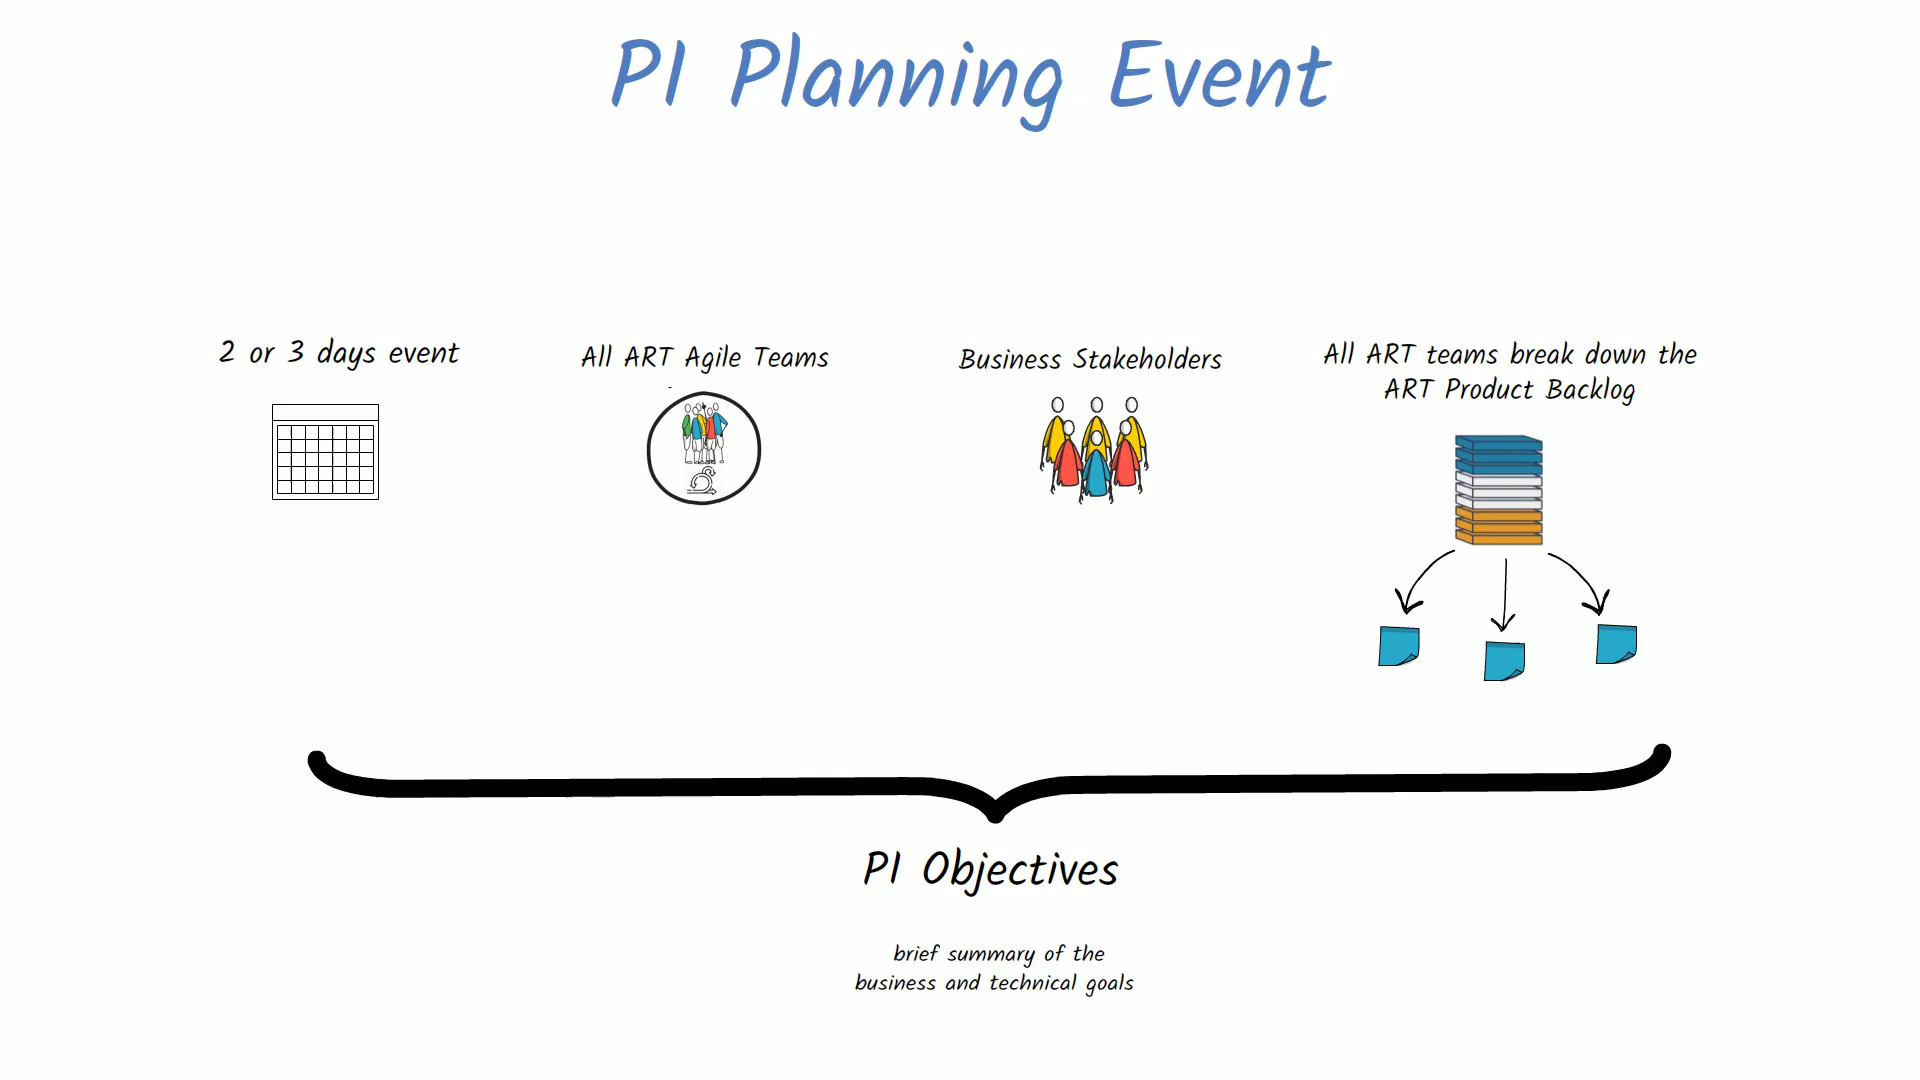 PI Planning Event
2 or 3 days event
All ART Agile Teams
Business Stakeholders
All ART teams break down the
ART Product Backlog
PI Objectives
brief summary of the
business and technical goals